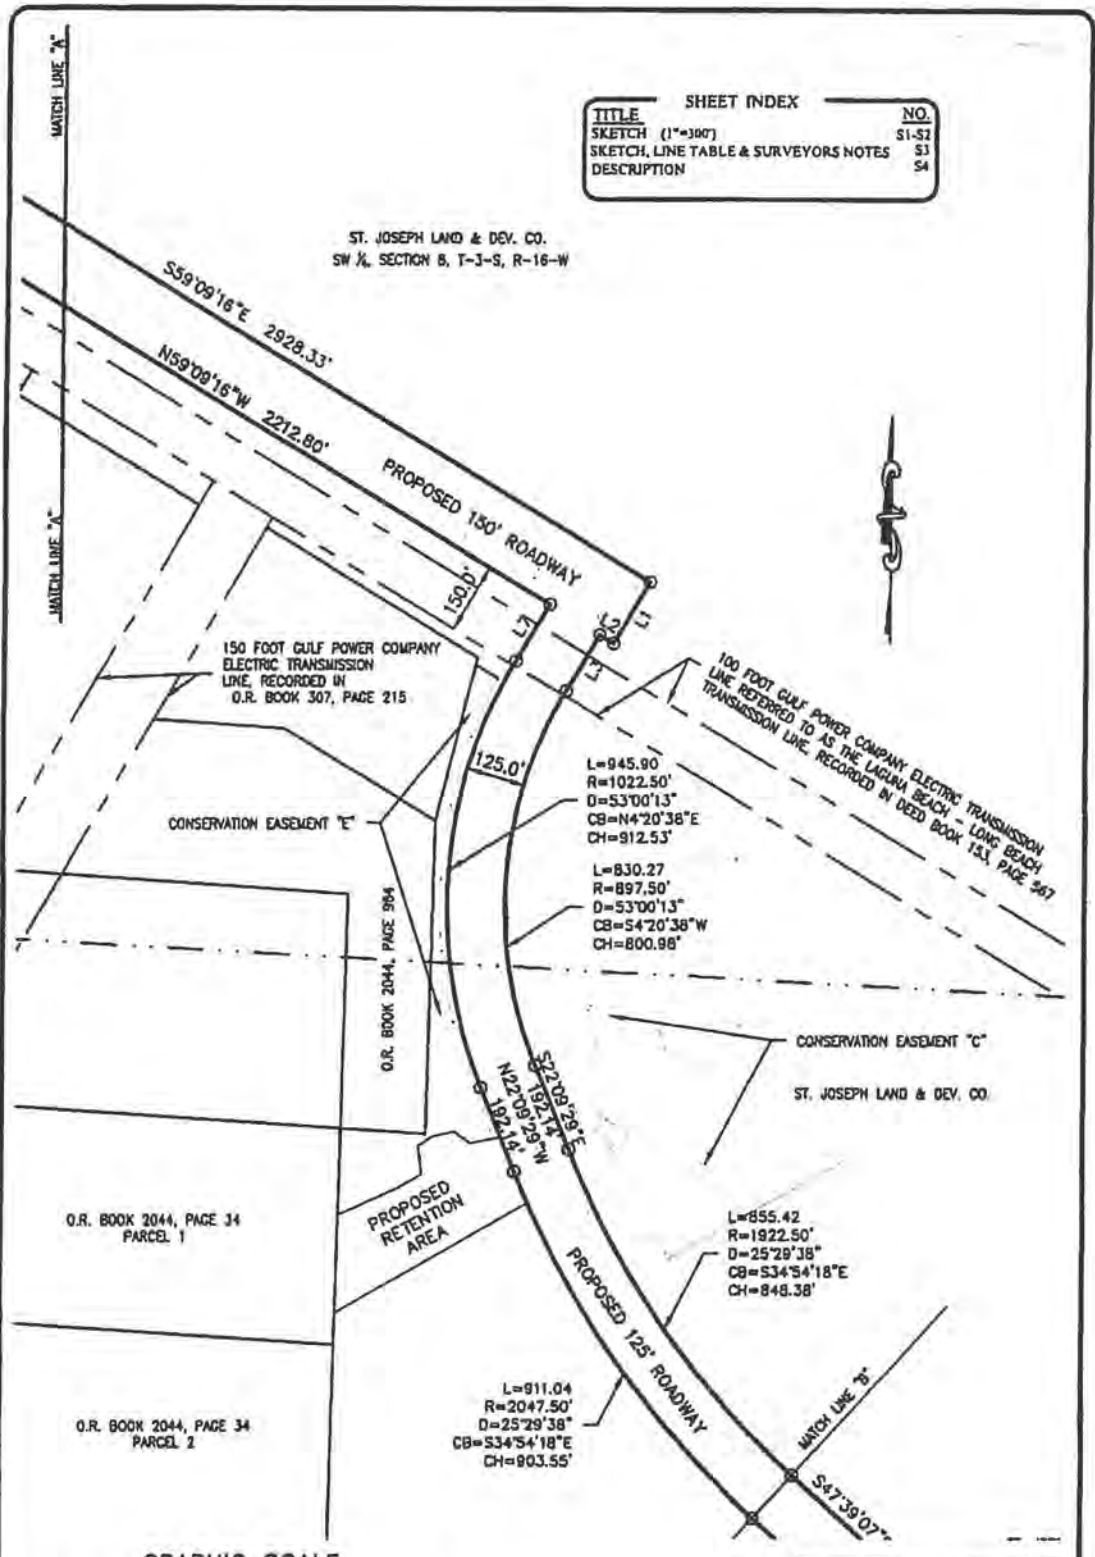 MATCH LINE "A"
SHEET INDEX
TITLE NO.
SKETCH (1"=300') S1-S2
SKETCH, LINE TABLE & SURVEYORS NOTES S3
DESCRIPTION S4
ST. JOSEPH LAND & DEV. CO.
SW ¼, SECTION 8, T-3-S, R-16-W
S59°09'16"E 2928.33'
N59°09'16"W 2212.80'
PROPOSED 150' ROADWAY
MATCH LINE "A"
150.0'
L7
L2
L1
L3
150 FOOT GULF POWER COMPANY
ELECTRIC TRANSMISSION
LINE, RECORDED IN
O.R. BOOK 307, PAGE 215
100 FOOT GULF POWER COMPANY ELECTRIC TRANSMISSION
LINE REFERRED TO AS THE LAGUNA BEACH - LONG BEACH
TRANSMISSION LINE, RECORDED IN DEED BOOK 153, PAGE 567
125.0'
L=945.90
R=1022.50'
D=53°00'13"
CB=N4°20'38"E
CH=912.53'
CONSERVATION EASEMENT "E"
L=830.27
R=897.50'
D=53°00'13"
CB=S4°20'38"W
CH=800.98'
O.R. BOOK 2044, PAGE 984
CONSERVATION EASEMENT "C"
ST. JOSEPH LAND & DEV. CO.
S22°09'29"E
192.14'
N22°09'29"W
192.14'
PROPOSED
RETENTION
AREA
O.R. BOOK 2044, PAGE 34
PARCEL 1
L=855.42
R=1922.50'
D=25°29'38"
CB=S34°54'18"E
CH=848.38'
PROPOSED 125' ROADWAY
L=911.04
R=2047.50'
D=25°29'38"
CB=S34°54'18"E
CH=903.55'
MATCH LINE "B"
O.R. BOOK 2044, PAGE 34
PARCEL 2
S47°39'07"
GRAPHIC SCALE